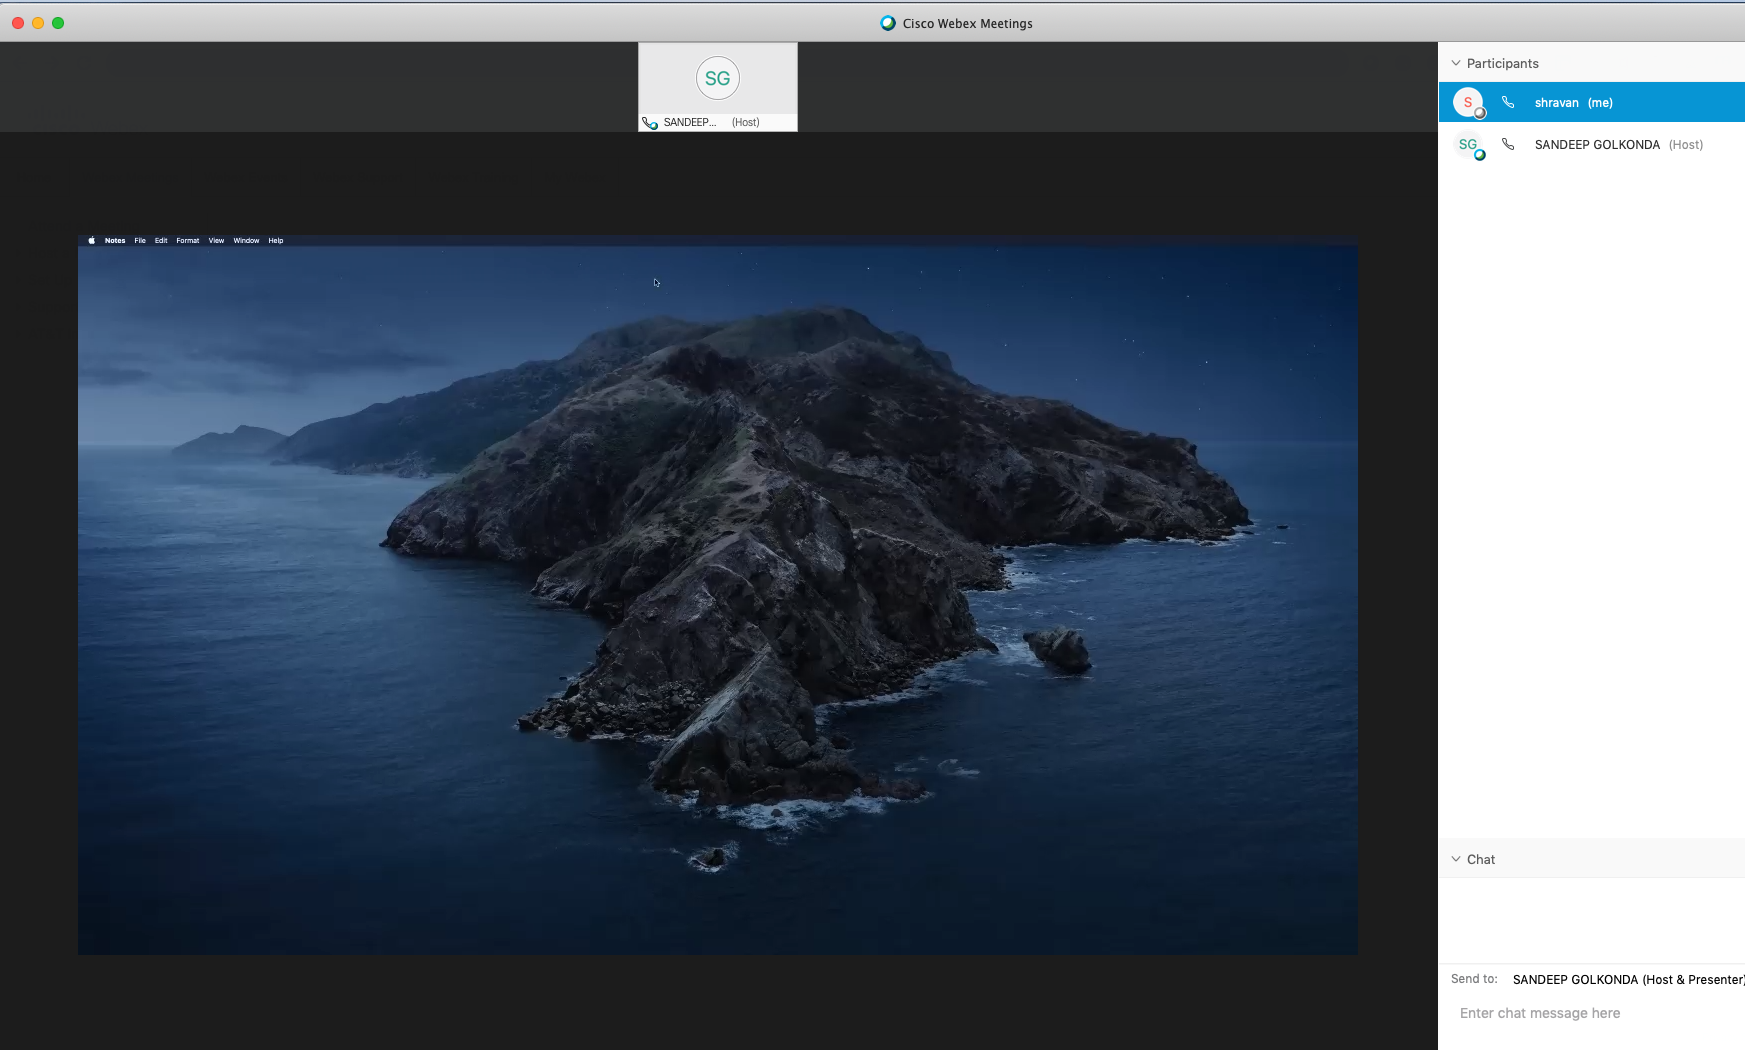 Cisco Webex Meetings
SG
SANDEEP... (Host)
Notes File Edit Format View Window Help
Participants
S shravan (me)
SG SANDEEP GOLKONDA (Host)
Chat
Send to: SANDEEP GOLKONDA (Host & Presenter)
Enter chat message here